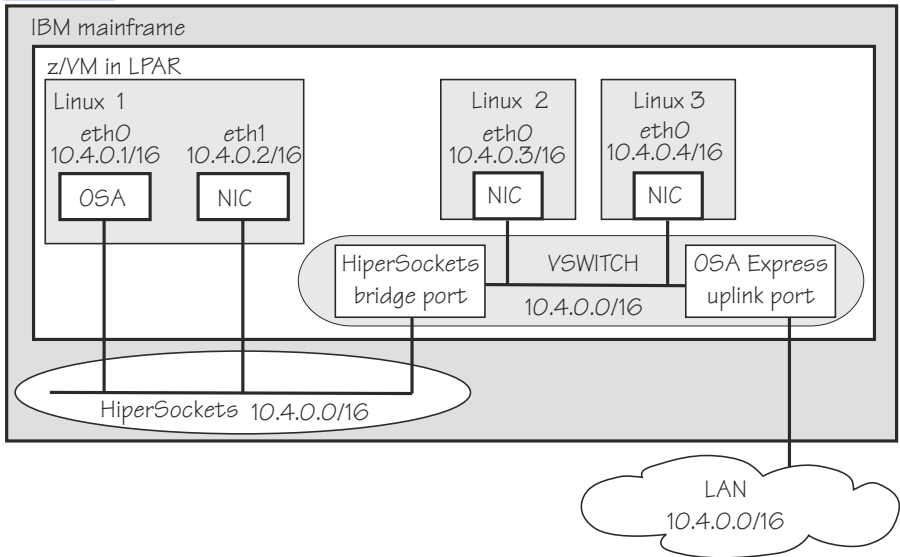 IBM mainframe
z/VM in LPAR
Linux 1
eth0
10.4.0.1/16
OSA
eth1
10.4.0.2/16
NIC
Linux 2
eth0
10.4.0.3/16
NIC
Linux 3
eth0
10.4.0.4/16
NIC
HiperSockets
bridge port
VSWITCH
10.4.0.0/16
OSA Express
uplink port
HiperSockets 10.4.0.0/16
LAN
10.4.0.0/16